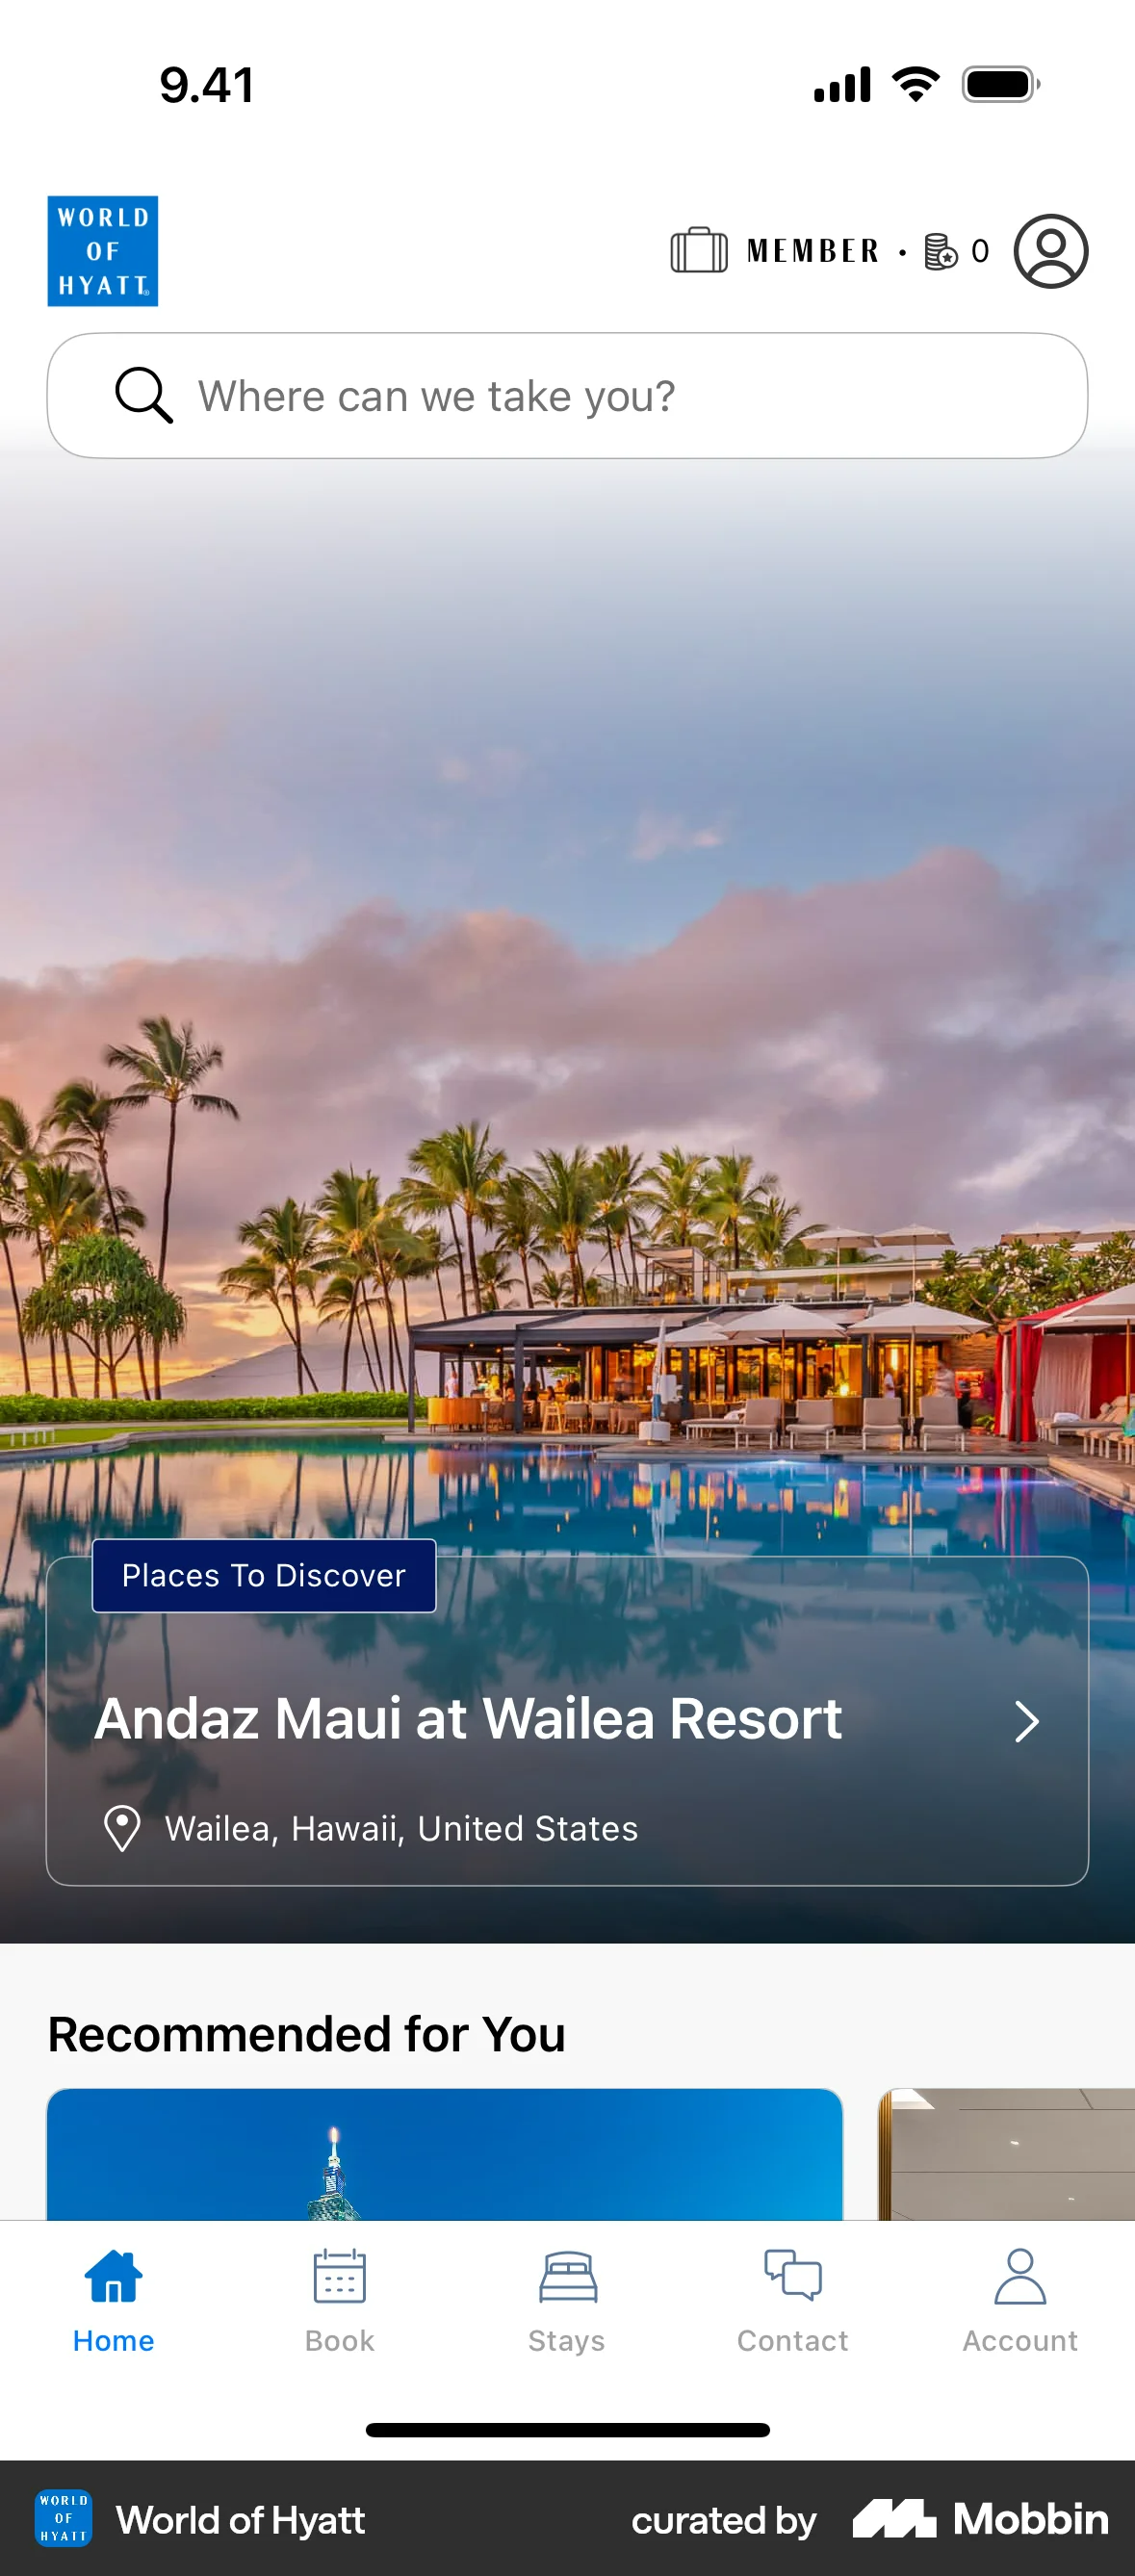 9.41
WORLD
OF
HYATT®
MEMBER · 0
Where can we take you?
Places To Discover
Andaz Maui at Wailea Resort
Wailea, Hawaii, United States
Recommended for You
Home Book Stays Contact Account
WORLD
OF
HYATT
World of Hyatt
curated by Mobbin